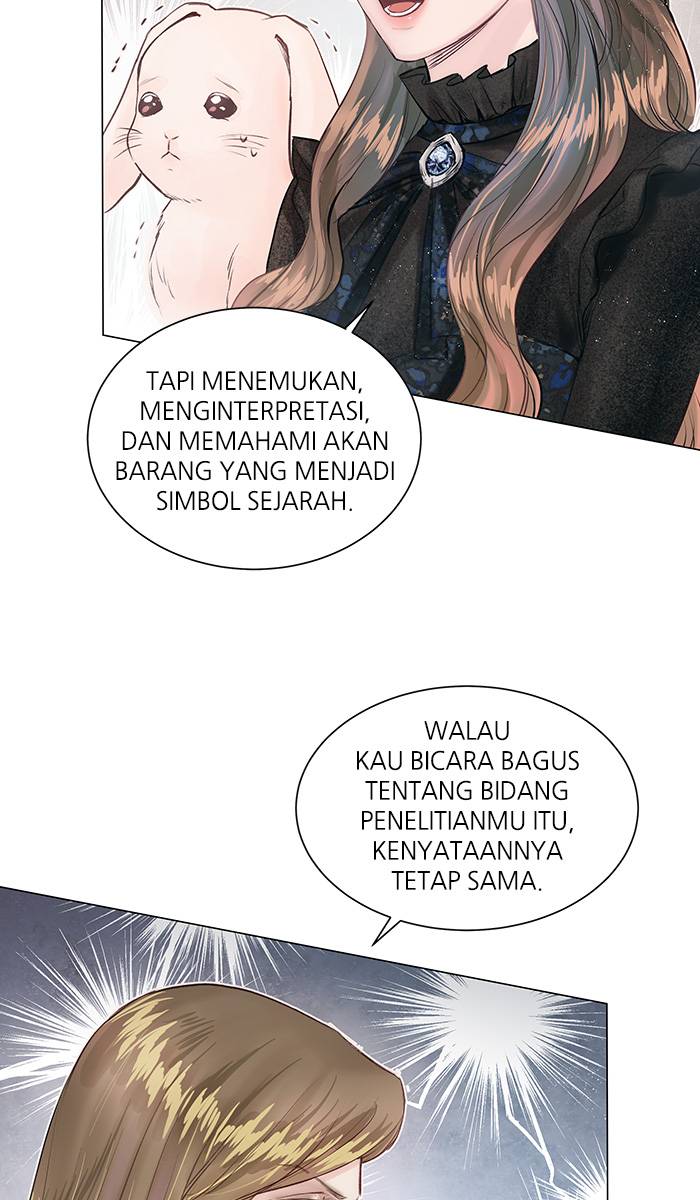 TAPI MENEMUKAN,
MENGINTERPRETASI,
DAN MEMAHAMI AKAN
BARANG YANG MENJADI
SIMBOL SEJARAH.
WALAU
KAU BICARA BAGUS
TENTANG BIDANG
PENELITIANMU ITU,
KENYATAANNYA
TETAP SAMA.